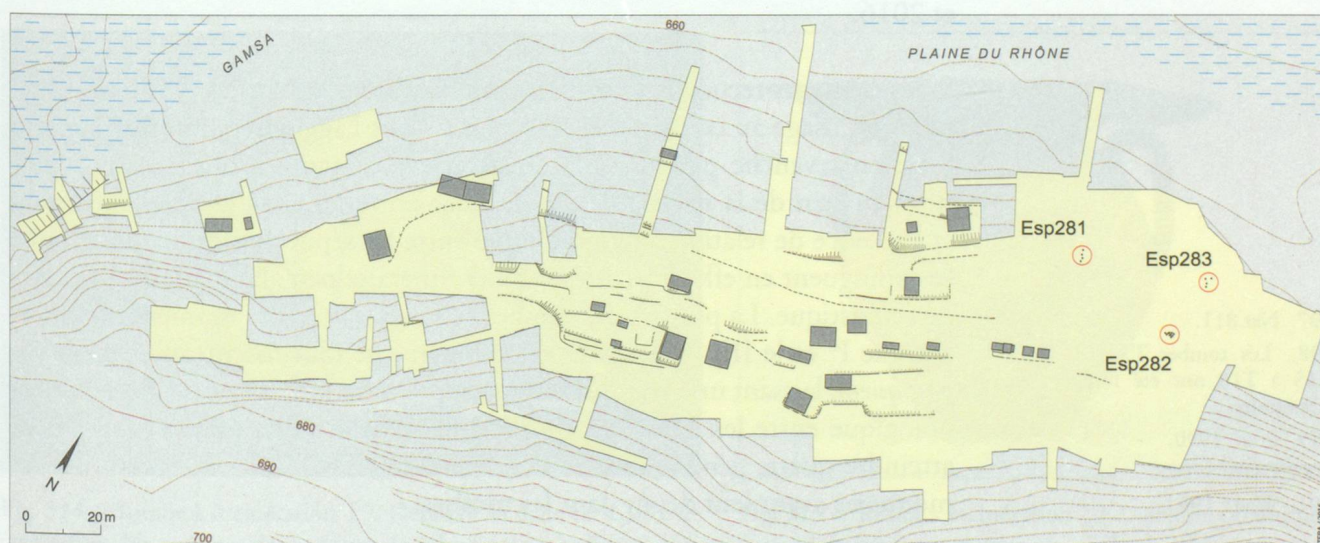 660
GAMSA
PLAINE DU RHÔNE
Esp281
Esp283
Esp282
680
690
N
0 20 m
700